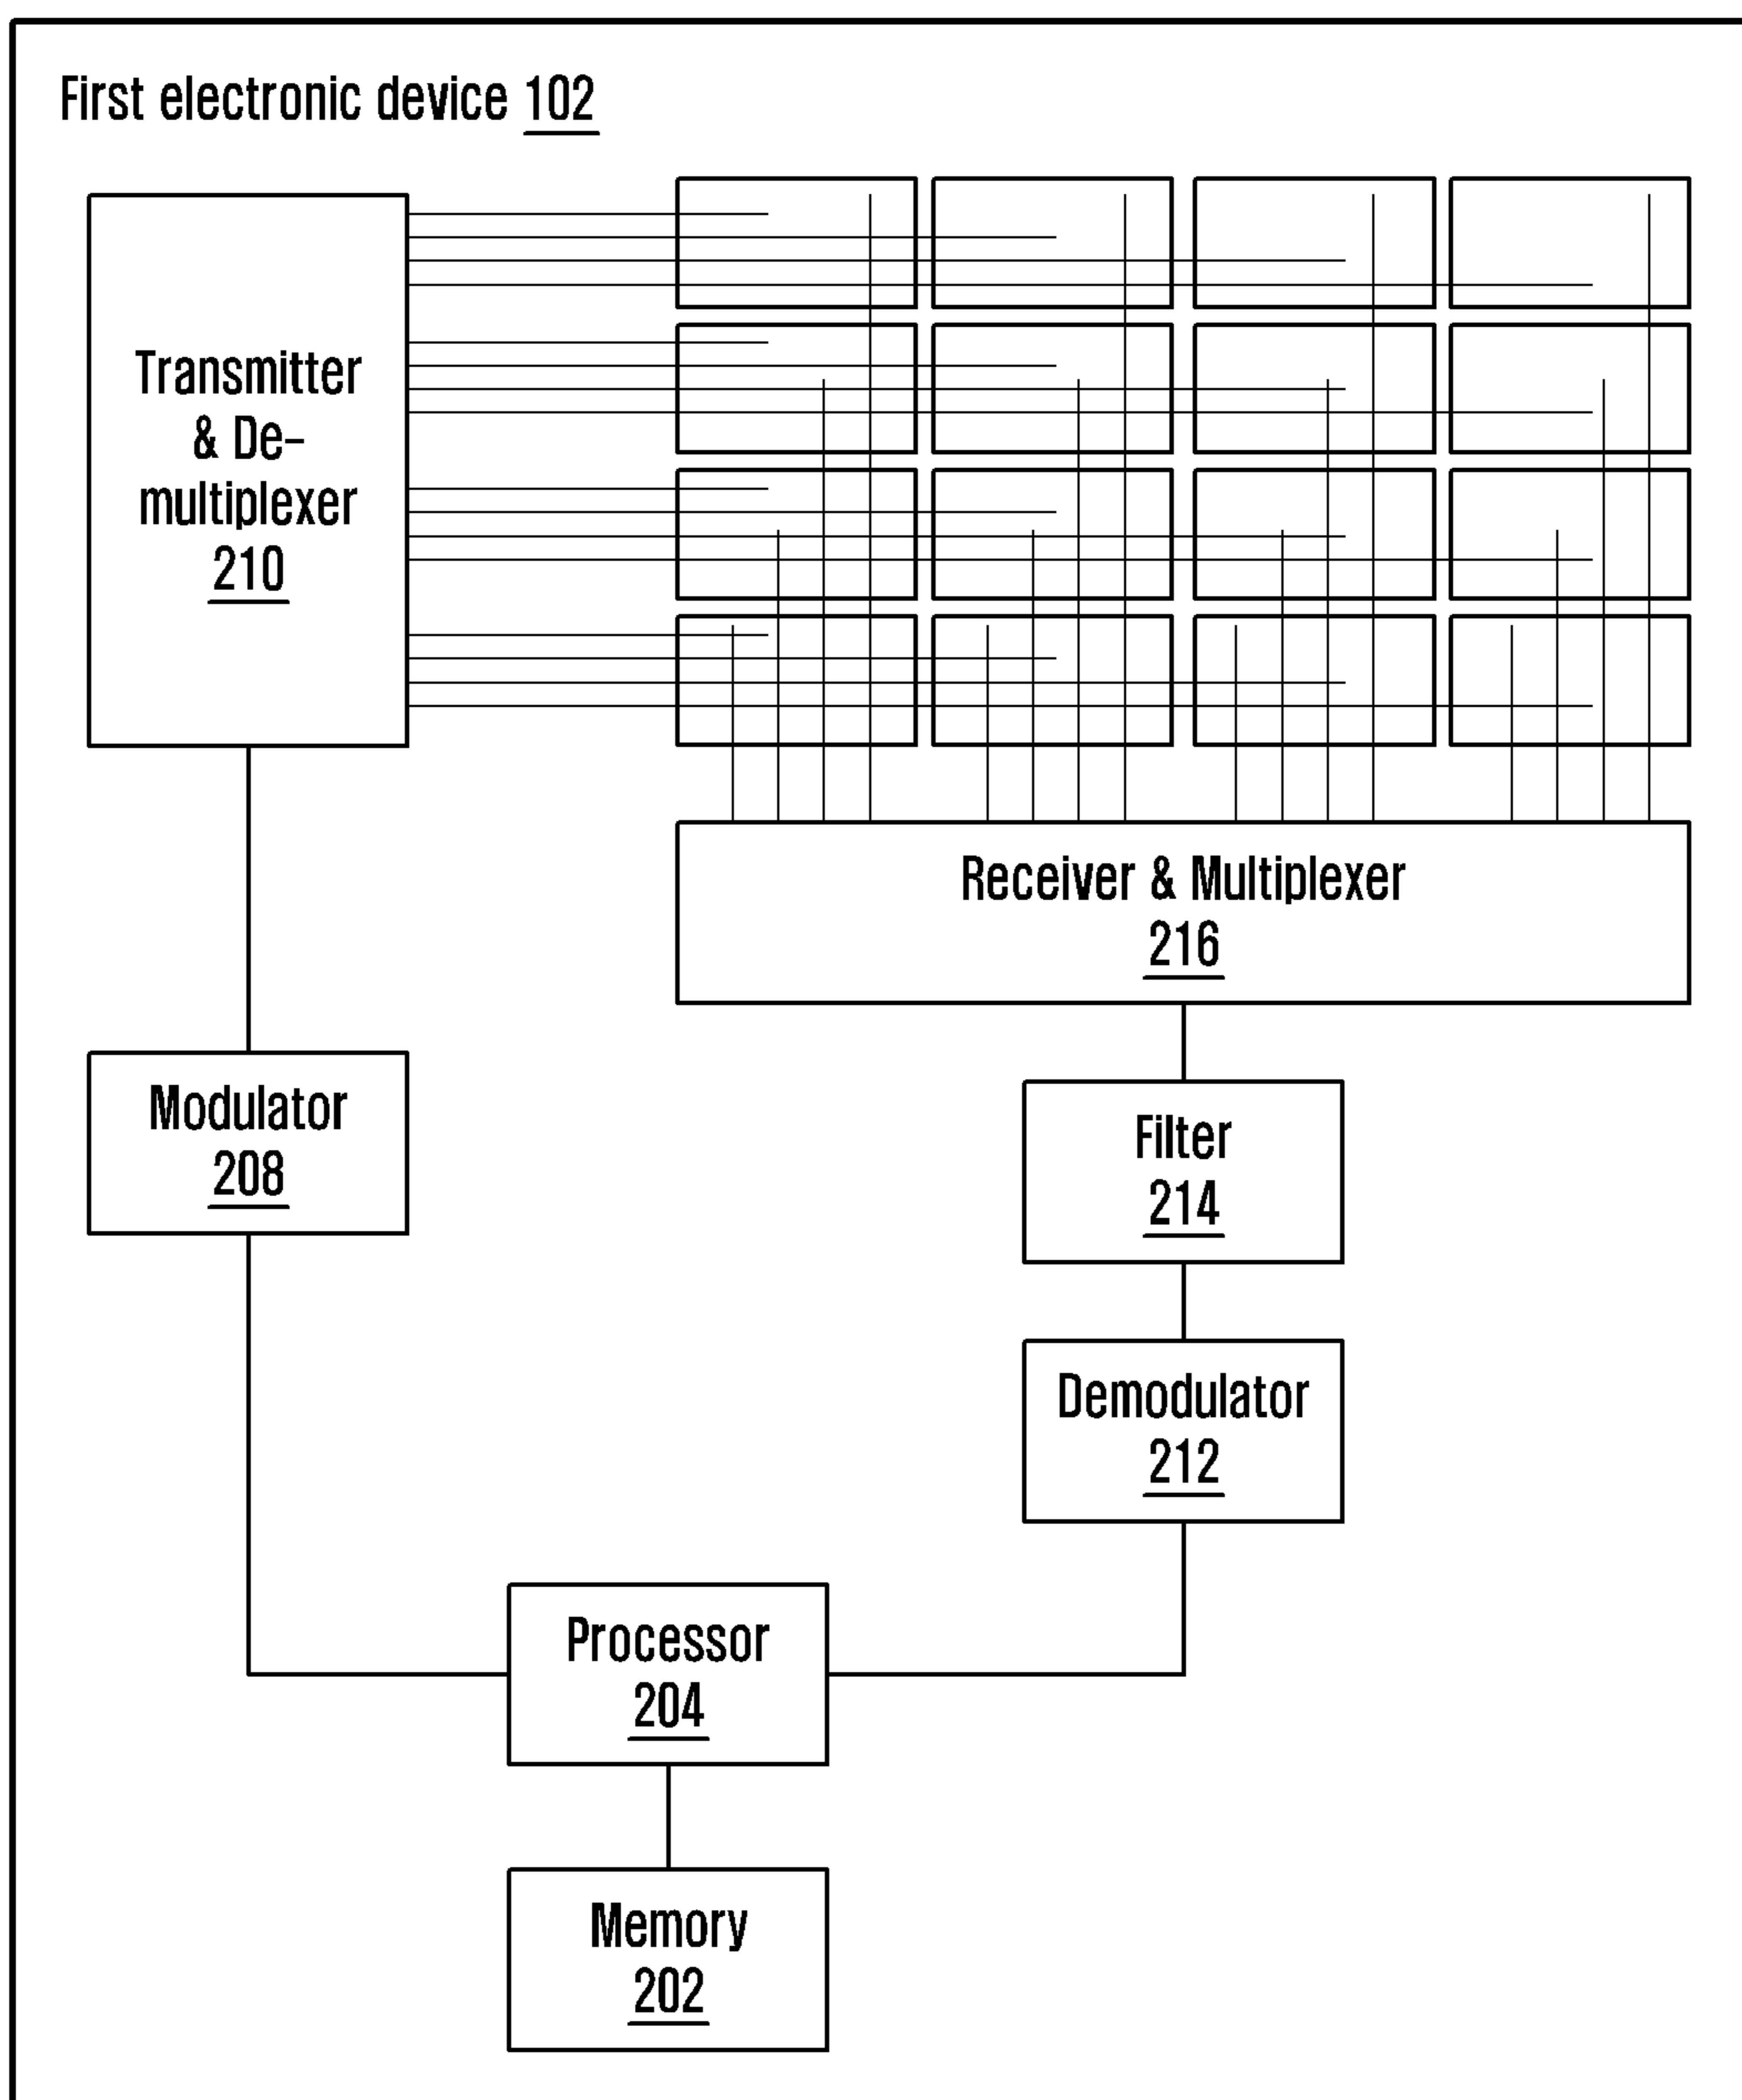 First electronic device 102
Transmitter
& De-
multiplexer
210
Receiver & Multiplexer
216
Modulator
208
Filter
214
Demodulator
212
Processor
204
Memory
202